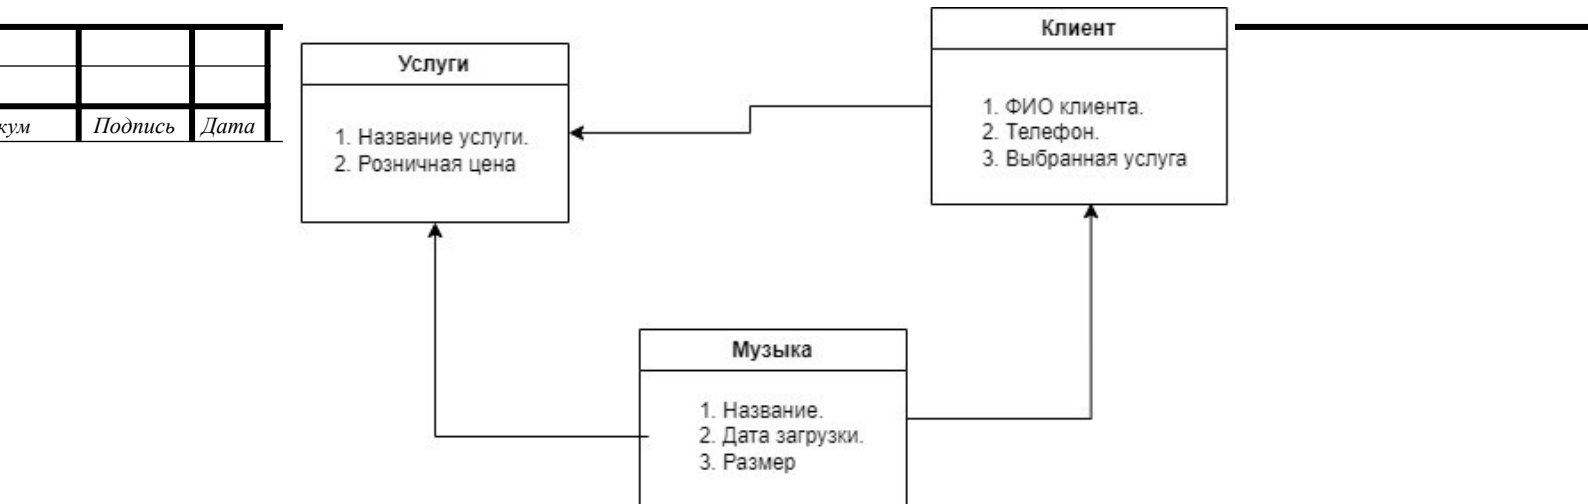 Клиент
Услуги
1. ФИО клиента.
2. Телефон.
3. Выбранная услуга
Подпись Дата
1. Название услуги.
2. Розничная цена
Музыка
1. Название.
2. Дата загрузки.
3. Размер